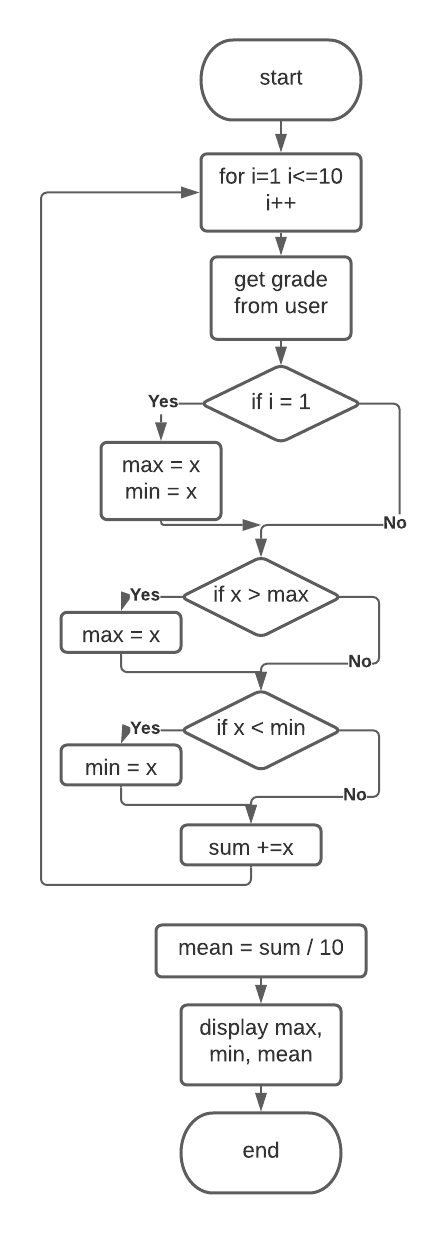 start
for i=1 i<=10
i++
get grade
from user
if i = 1
Yes
max = x
min = x
No
if x > max
Yes
max = x
No
if x < min
Yes
min = x
No
sum +=x
mean = sum / 10
display max,
min, mean
end